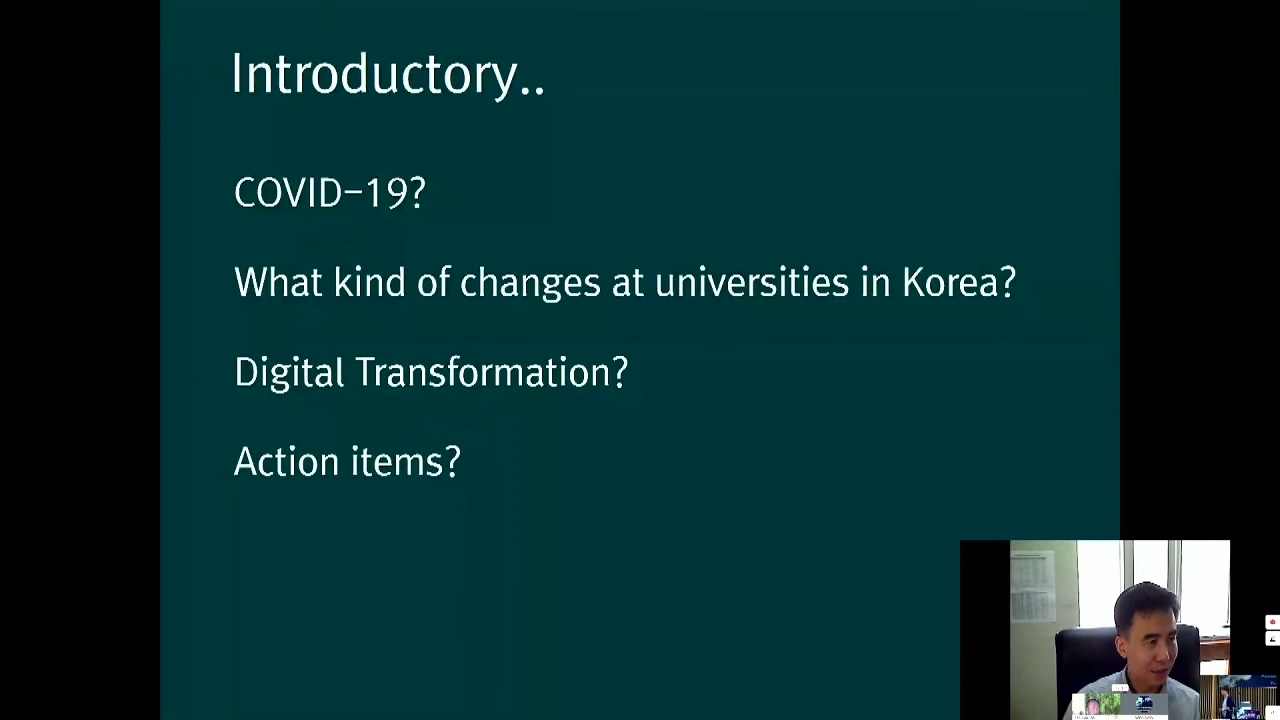 Introductory..
COVID-19?
What kind of changes at universities in Korea?
Digital Transformation?
Action items?